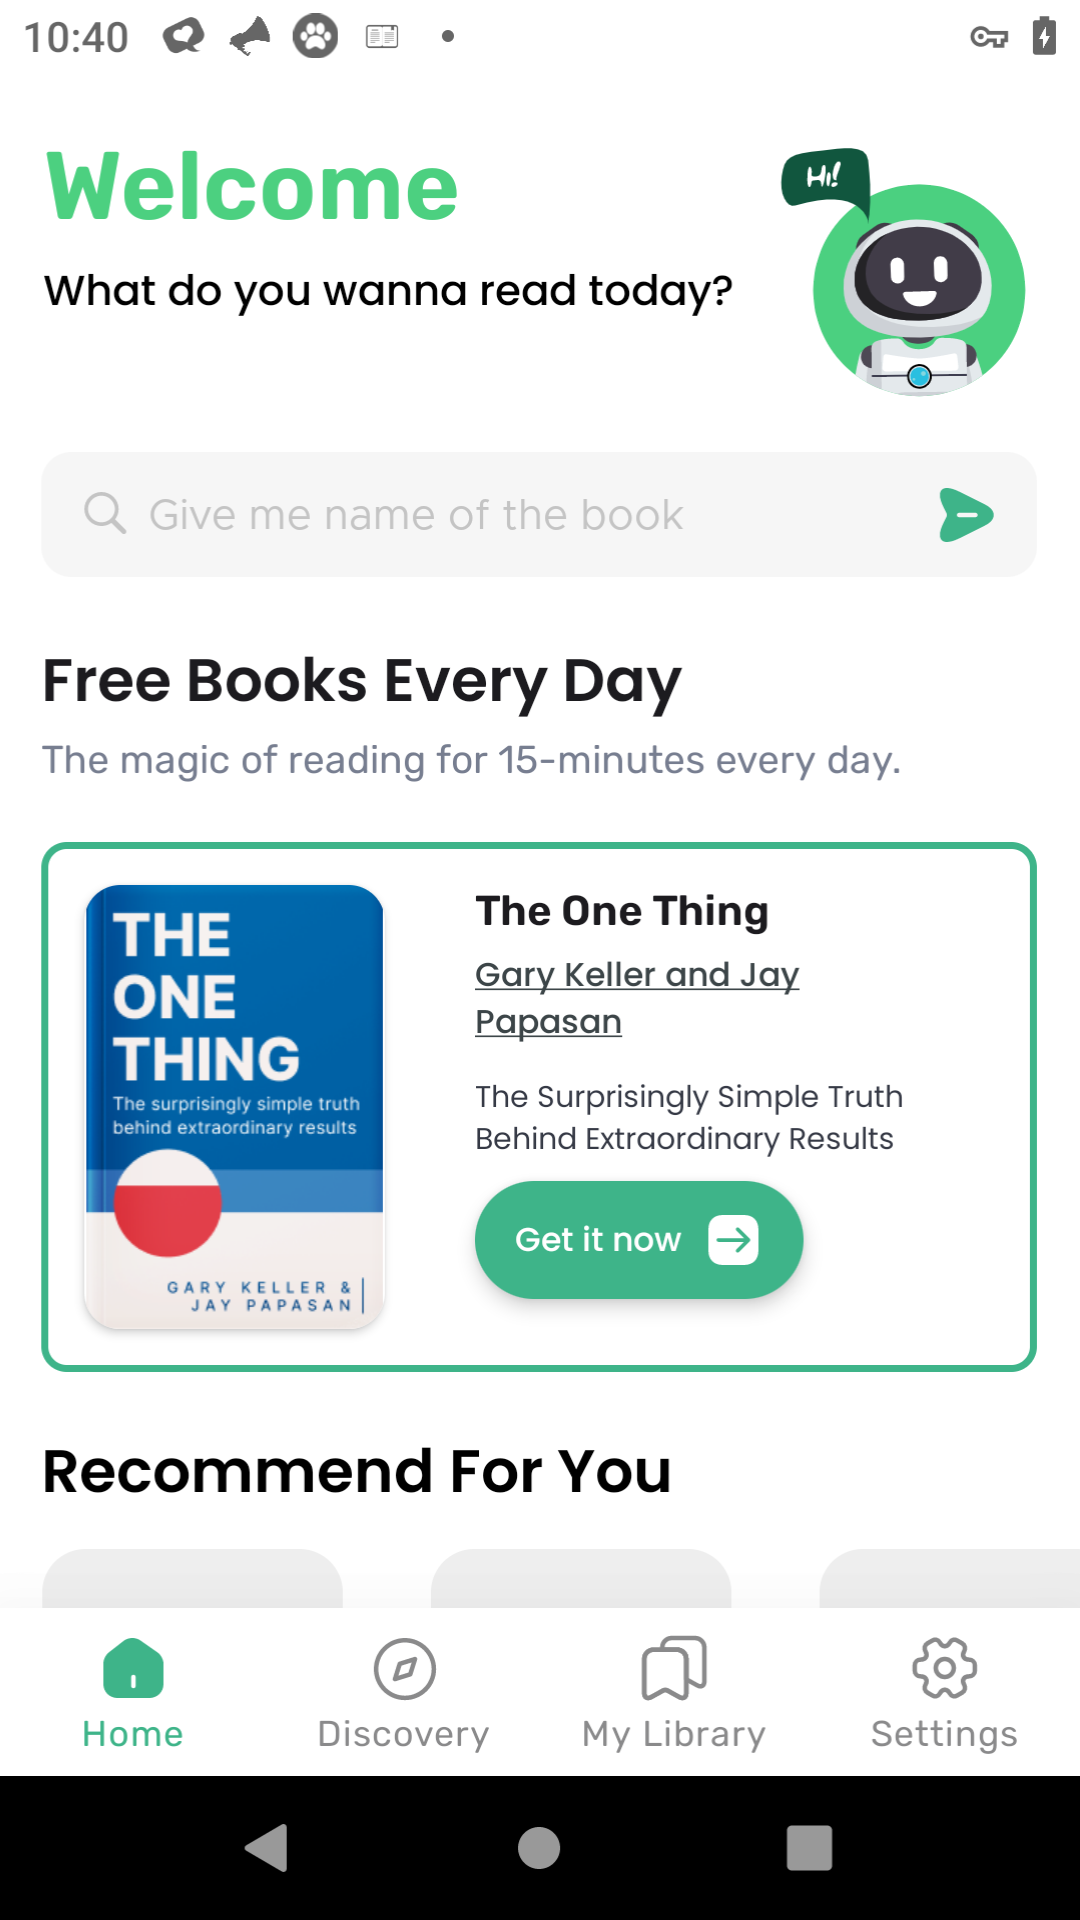 10:40
Welcome
Hi!
What do you wanna read today?
Give me name of the book
Free Books Every Day
The magic of reading for 15-minutes every day.
THE
ONE
THING
The surprisingly simple truth
behind extraordinary results
GARY KELLER &
JAY PAPASAN
The One Thing
Gary Keller and Jay
Papasan
The Surprisingly Simple Truth
Behind Extraordinary Results
Get it now
Recommend For You
Home
Discovery
My Library
Settings